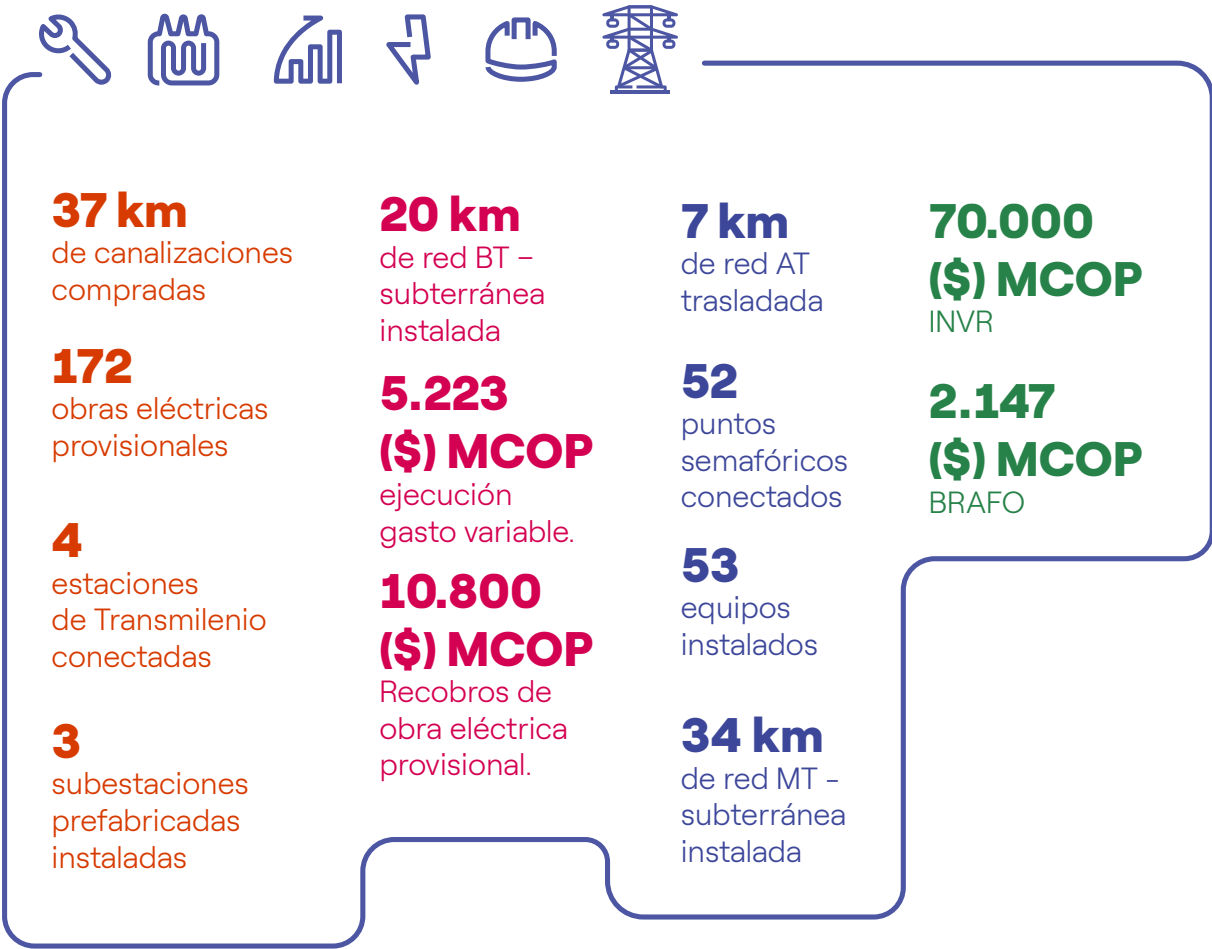 37 km
de canalizaciones
compradas
172
obras eléctricas
provisionales
4
estaciones
de Transmilenio
conectadas
3
subestaciones
prefabricadas
instaladas
20 km
de red BT –
subterránea
instalada
5.223
($) MCOP
ejecución
gasto variable.
10.800
($) MCOP
Recobros de
obra eléctrica
provisional.
7 km
de red AT
trasladada
52
puntos
semafóricos
conectados
53
equipos
instalados
34 km
de red MT -
subterránea
instalada
70.000
($) MCOP
INVR
2.147
($) MCOP
BRAFO